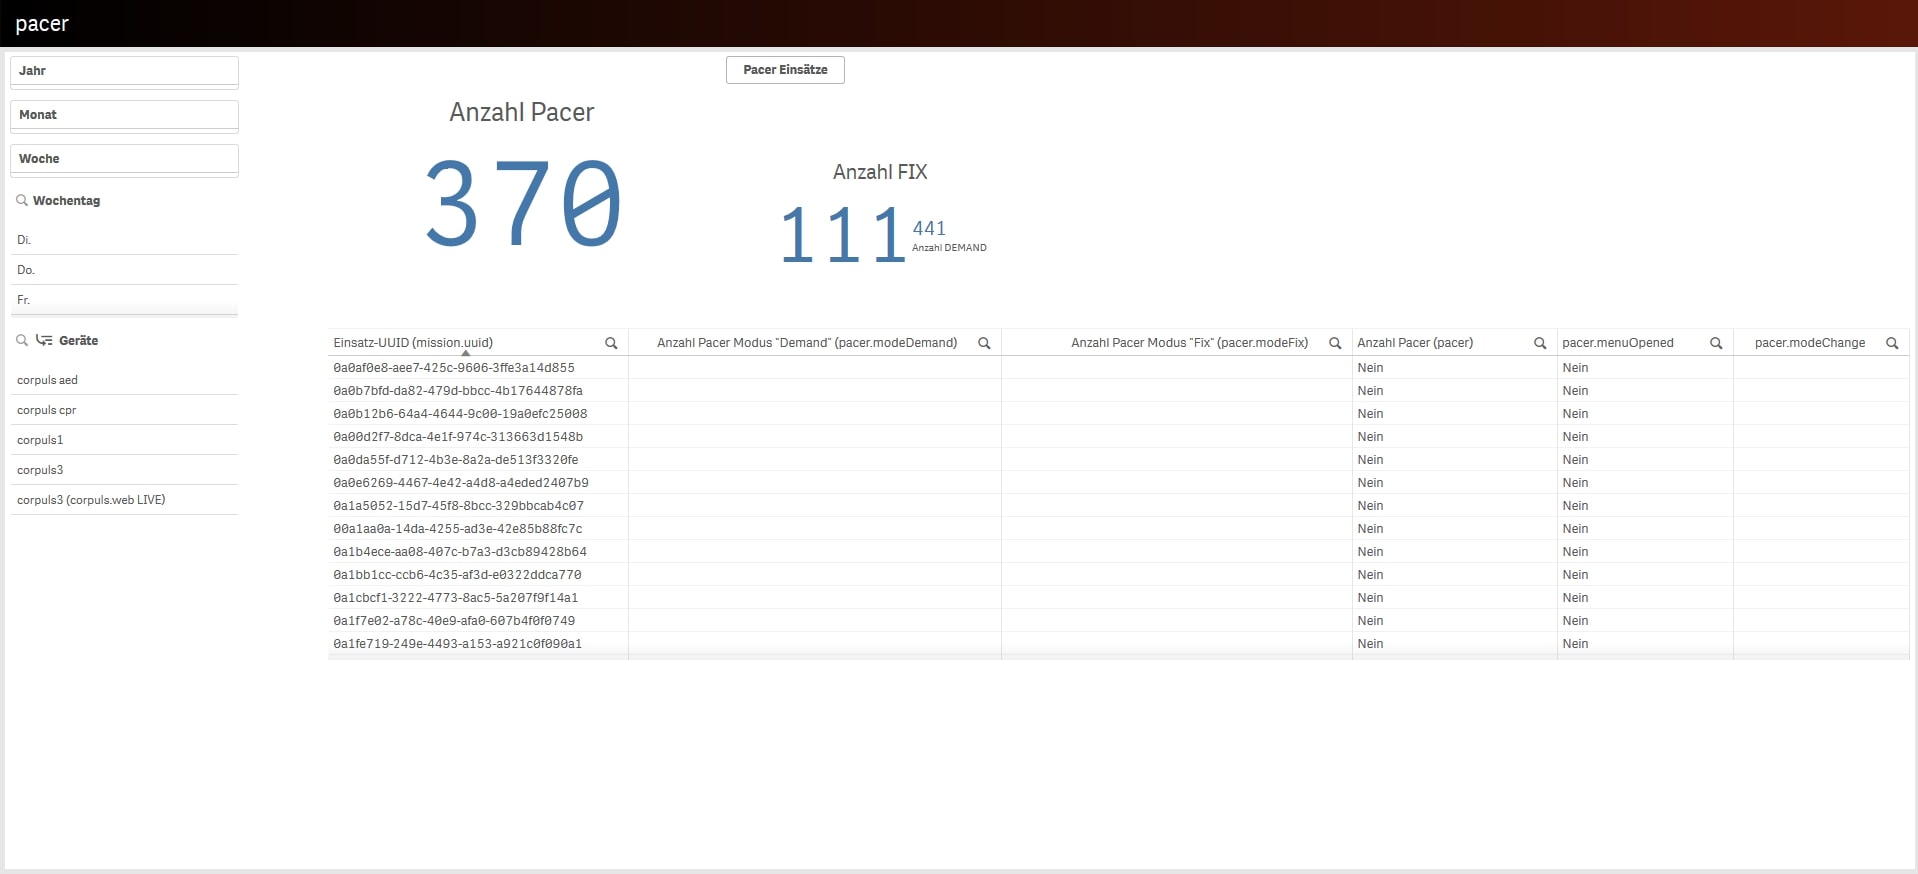 pacer
Jahr
Monat
Woche
Wochentag
Di.
Do.
Fr.
Geräte
corpuls aed
corpuls cpr
corpuls1
corpuls3
corpuls3 (corpuls.web LIVE)
Pacer Einsätze
Anzahl Pacer
370
Anzahl FIX
111
441
Anzahl DEMAND
Einsatz-UUID (mission.uuid) Anzahl Pacer Modus "Demand" (pacer.modeDemand) Anzahl Pacer Modus "Fix" (pacer.modeFix) Anzahl Pacer (pacer) pacer.menuOpened pacer.modeChange
0a0af0e8-aee7-425c-9606-3ffe3a14d855 Nein Nein
0a0b7bfd-da82-479d-bbcc-4b17644878fa Nein Nein
0a0b12b6-64a4-4644-9c00-19a0efc25008 Nein Nein
0a00d2f7-8dca-4e1f-974c-313663d1548b Nein Nein
0a0da55f-d712-4b3e-8a2a-de513f3320fe Nein Nein
0a0e6269-4467-4e42-a4d8-a4eded2407b9 Nein Nein
0a1a5052-15d7-45f8-8bcc-329bbcab4c07 Nein Nein
00a1aa0a-14da-4255-ad3e-42e85b88fc7c Nein Nein
0a1b4ece-aa08-407c-b7a3-d3cb89428b64 Nein Nein
0a1bb1cc-ccb6-4c35-af3d-e0322ddca770 Nein Nein
0a1cbcf1-3222-4773-8ac5-5a207f9f14a1 Nein Nein
0a1f7e02-a78c-40e9-afa0-607b4f0f0749 Nein Nein
0a1fe719-249e-4493-a153-a921c0f090a1 Nein Nein